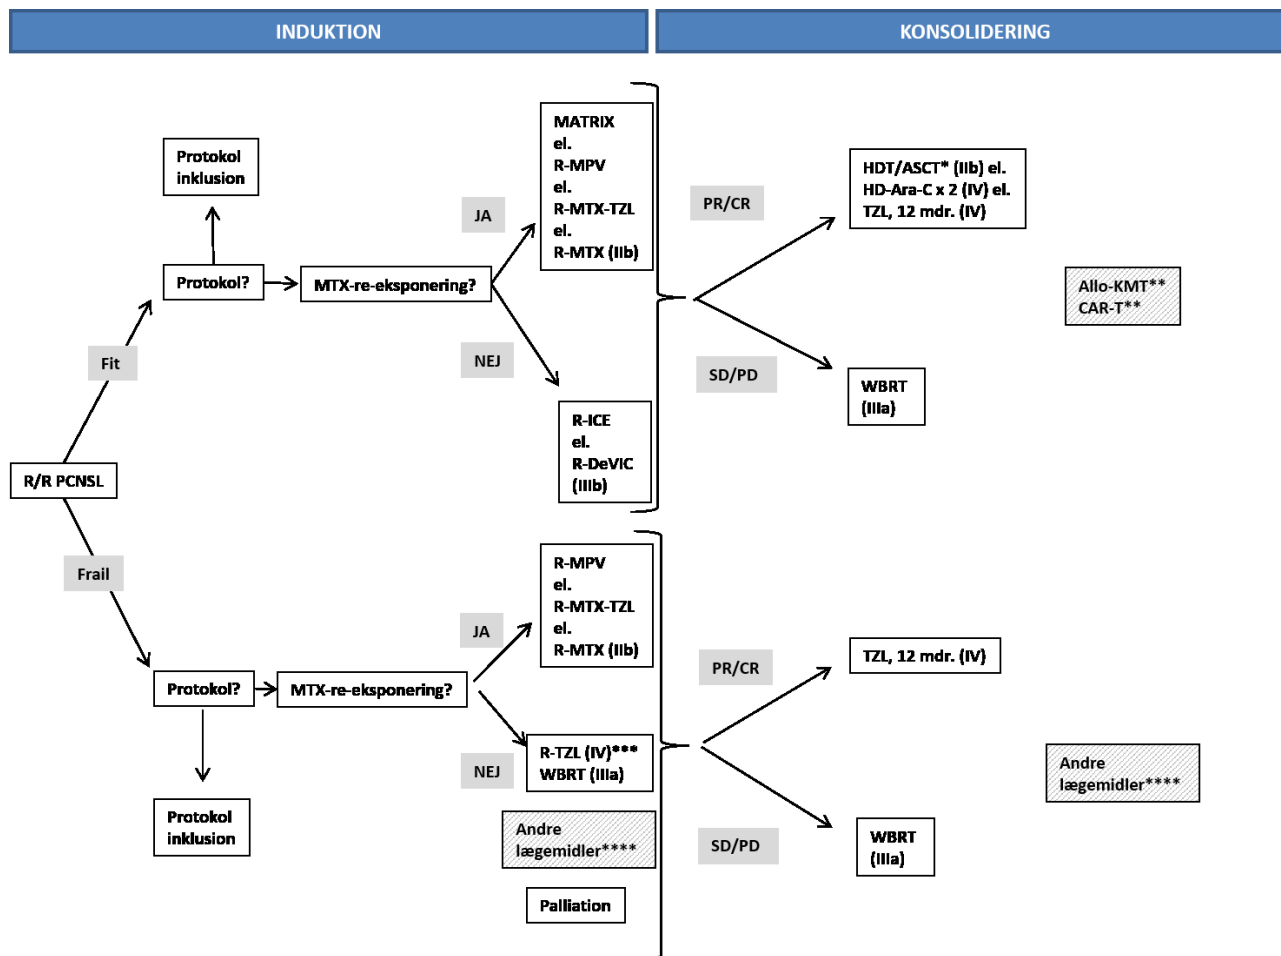 INDUKTION
KONSOLIDERING
Protokol
inklusion
MATRIX
el.
R-MPV
el.
R-MTX-TZL
el.
R-MTX (IIb)
JA
Protokol?
MTX-re-eksponering?
NEJ
Fit
R-ICE
el.
R-DeVIC
(IIIb)
PR/CR
HDT/ASCT* (IIb) el.
HD-Ara-C x 2 (IV) el.
TZL, 12 mdr. (IV)
Allo-KMT**
CAR-T**
SD/PD
WBRT
(IIIa)
R/R PCNSL
Frail
R-MPV
el.
R-MTX-TZL
el.
R-MTX (IIb)
JA
Protokol?
MTX-re-eksponering?
NEJ
R-TZL (IV)***
WBRT (IIIa)
Protokol
inklusion
Andre
lægemidler****
Palliation
PR/CR
TZL, 12 mdr. (IV)
Andre
lægemidler****
SD/PD
WBRT
(IIIa)